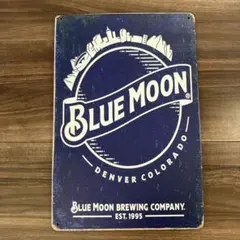 BLUE MOON®
DENVER COLORADO
BLUE MOON BREWING COMPANY.
EST. 1995